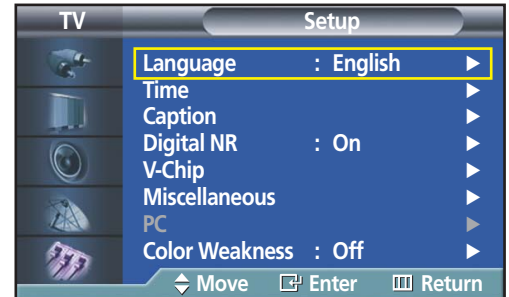 TV Setup
Language : English
Time
Caption
Digital NR : On
V-Chip
Miscellaneous
PC
Color Weakness : Off
Move Enter Return